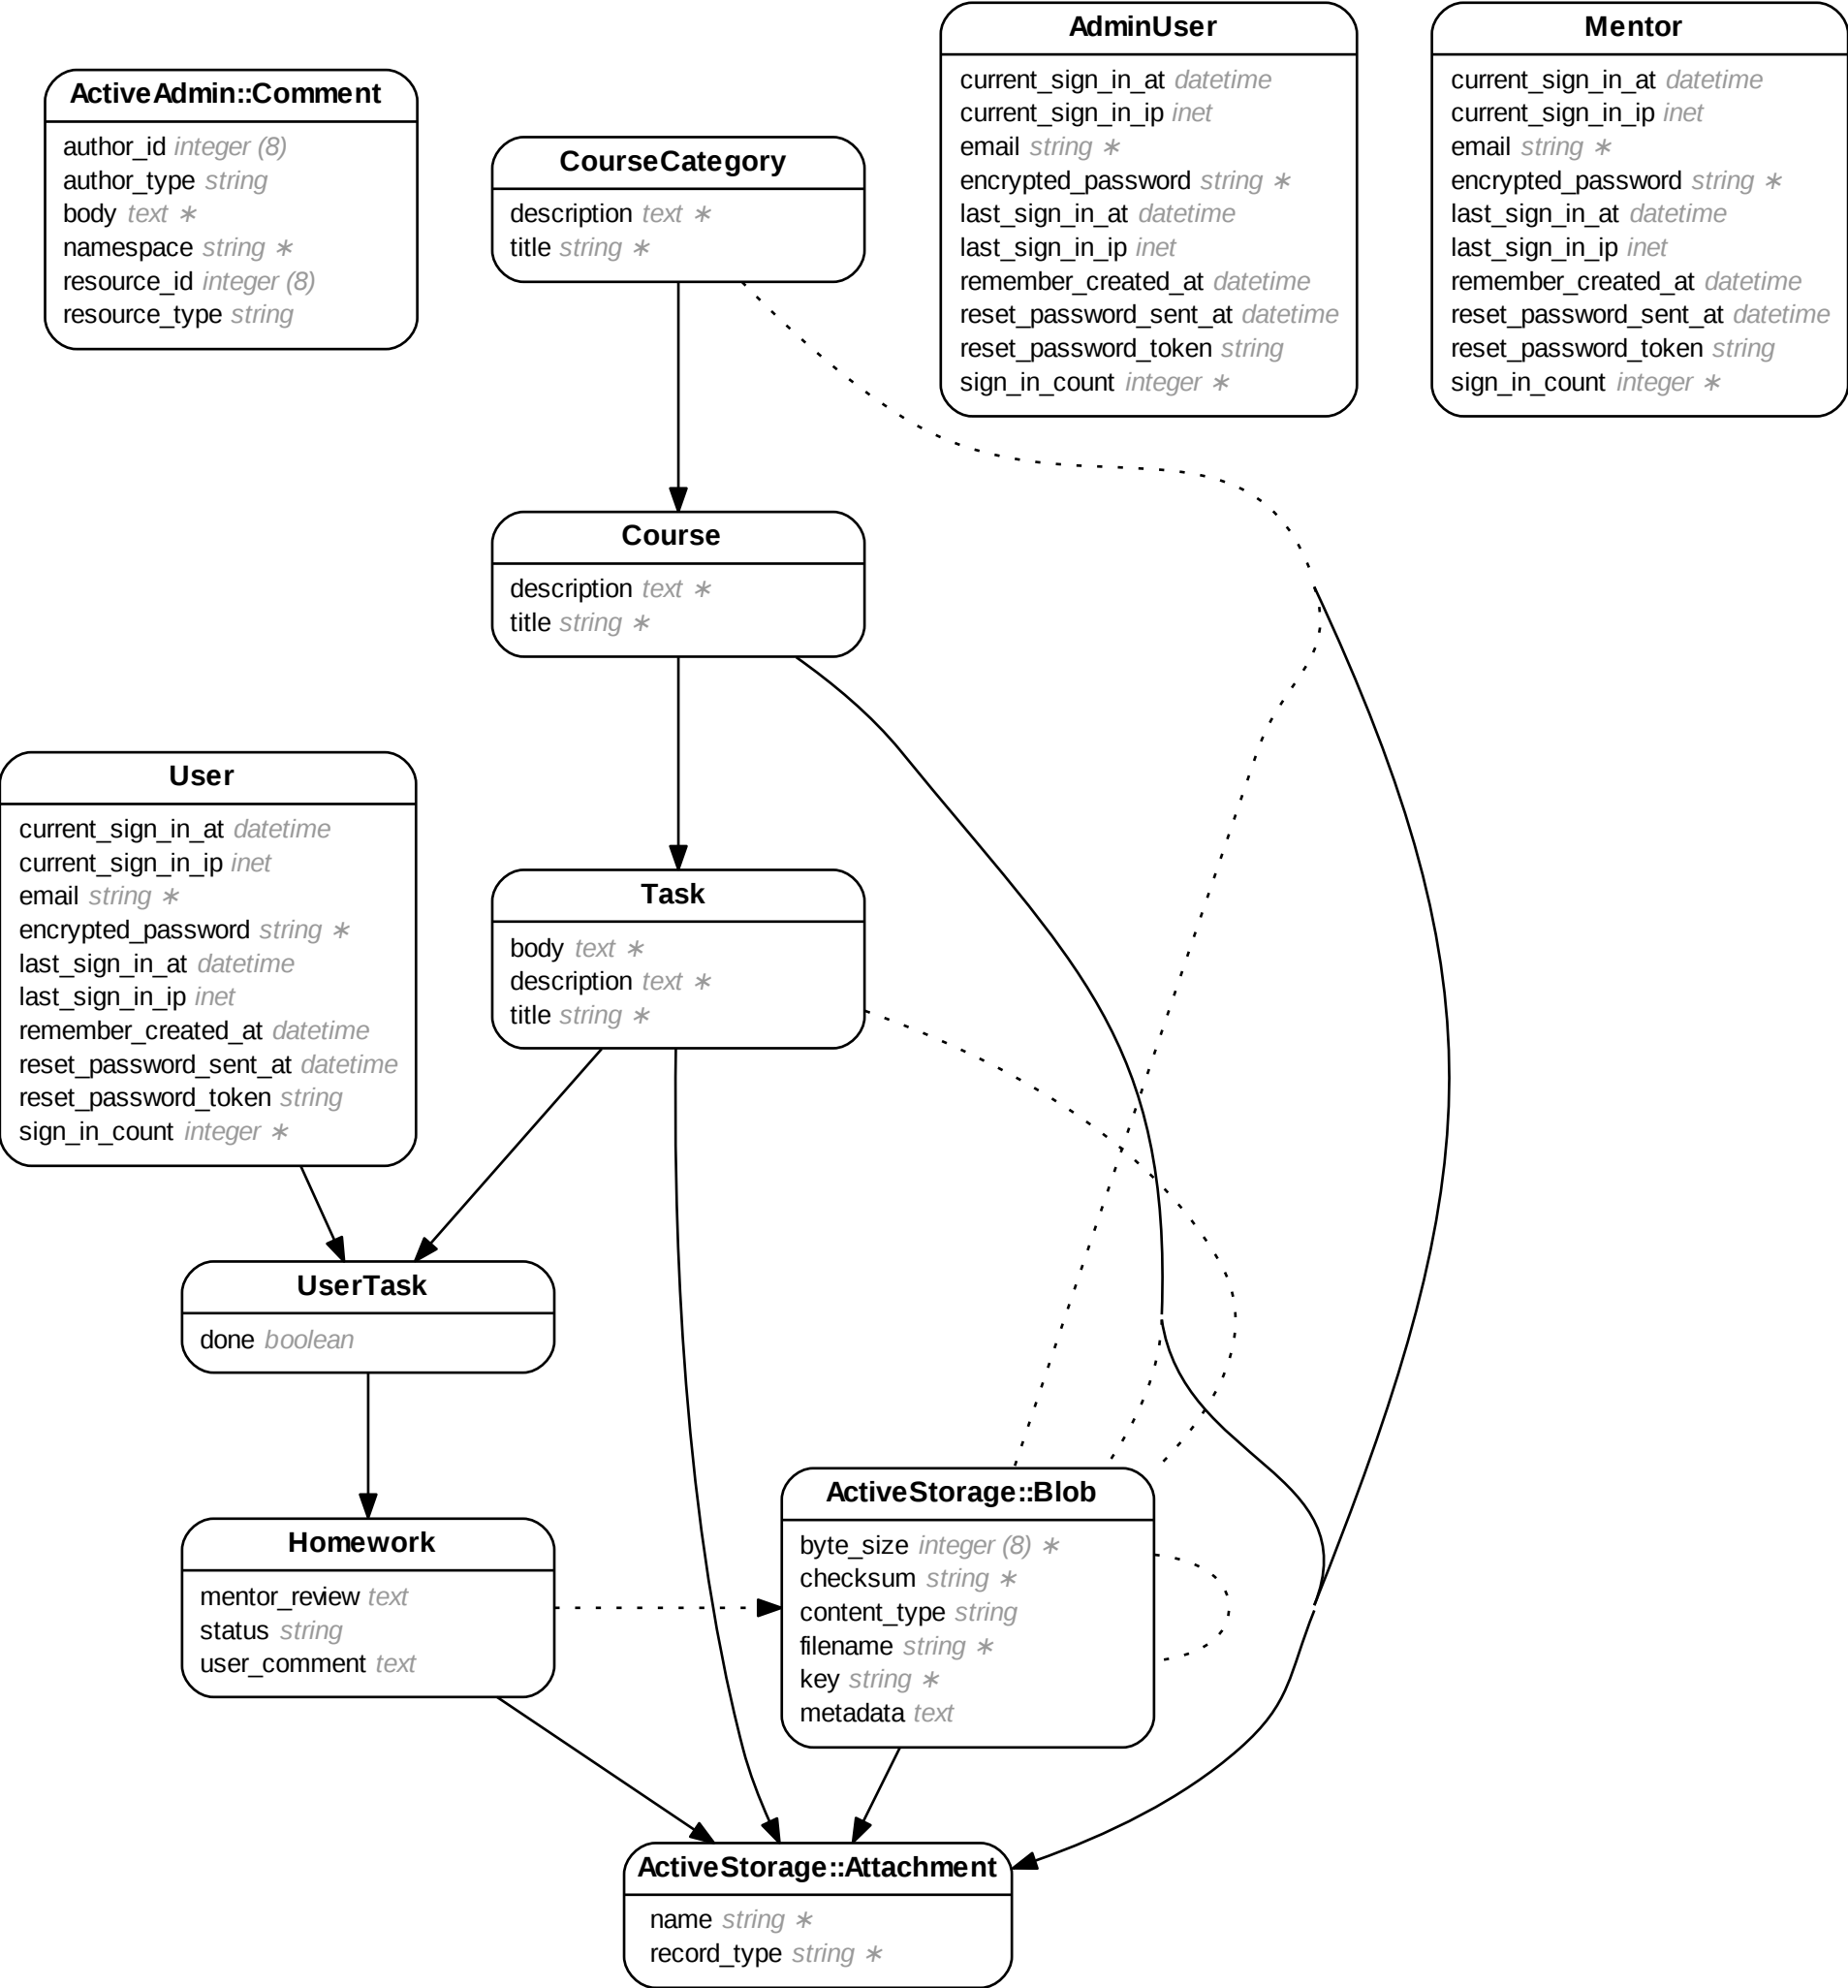 ActiveAdmin::Comment
author_id integer (8)
author_type string
body text ∗
namespace string ∗
resource_id integer (8)
resource_type string
CourseCategory
description text ∗
title string ∗
AdminUser
current_sign_in_at datetime
current_sign_in_ip inet
email string ∗
encrypted_password string ∗
last_sign_in_at datetime
last_sign_in_ip inet
remember_created_at datetime
reset_password_sent_at datetime
reset_password_token string
sign_in_count integer ∗
Mentor
current_sign_in_at datetime
current_sign_in_ip inet
email string ∗
encrypted_password string ∗
last_sign_in_at datetime
last_sign_in_ip inet
remember_created_at datetime
reset_password_sent_at datetime
reset_password_token string
sign_in_count integer ∗
Course
description text ∗
title string ∗
User
current_sign_in_at datetime
current_sign_in_ip inet
email string ∗
encrypted_password string ∗
last_sign_in_at datetime
last_sign_in_ip inet
remember_created_at datetime
reset_password_sent_at datetime
reset_password_token string
sign_in_count integer ∗
Task
body text ∗
description text ∗
title string ∗
UserTask
done boolean
Homework
mentor_review text
status string
user_comment text
ActiveStorage::Blob
byte_size integer (8) ∗
checksum string ∗
content_type string
filename string ∗
key string ∗
metadata text
ActiveStorage::Attachment
name string ∗
record_type string ∗